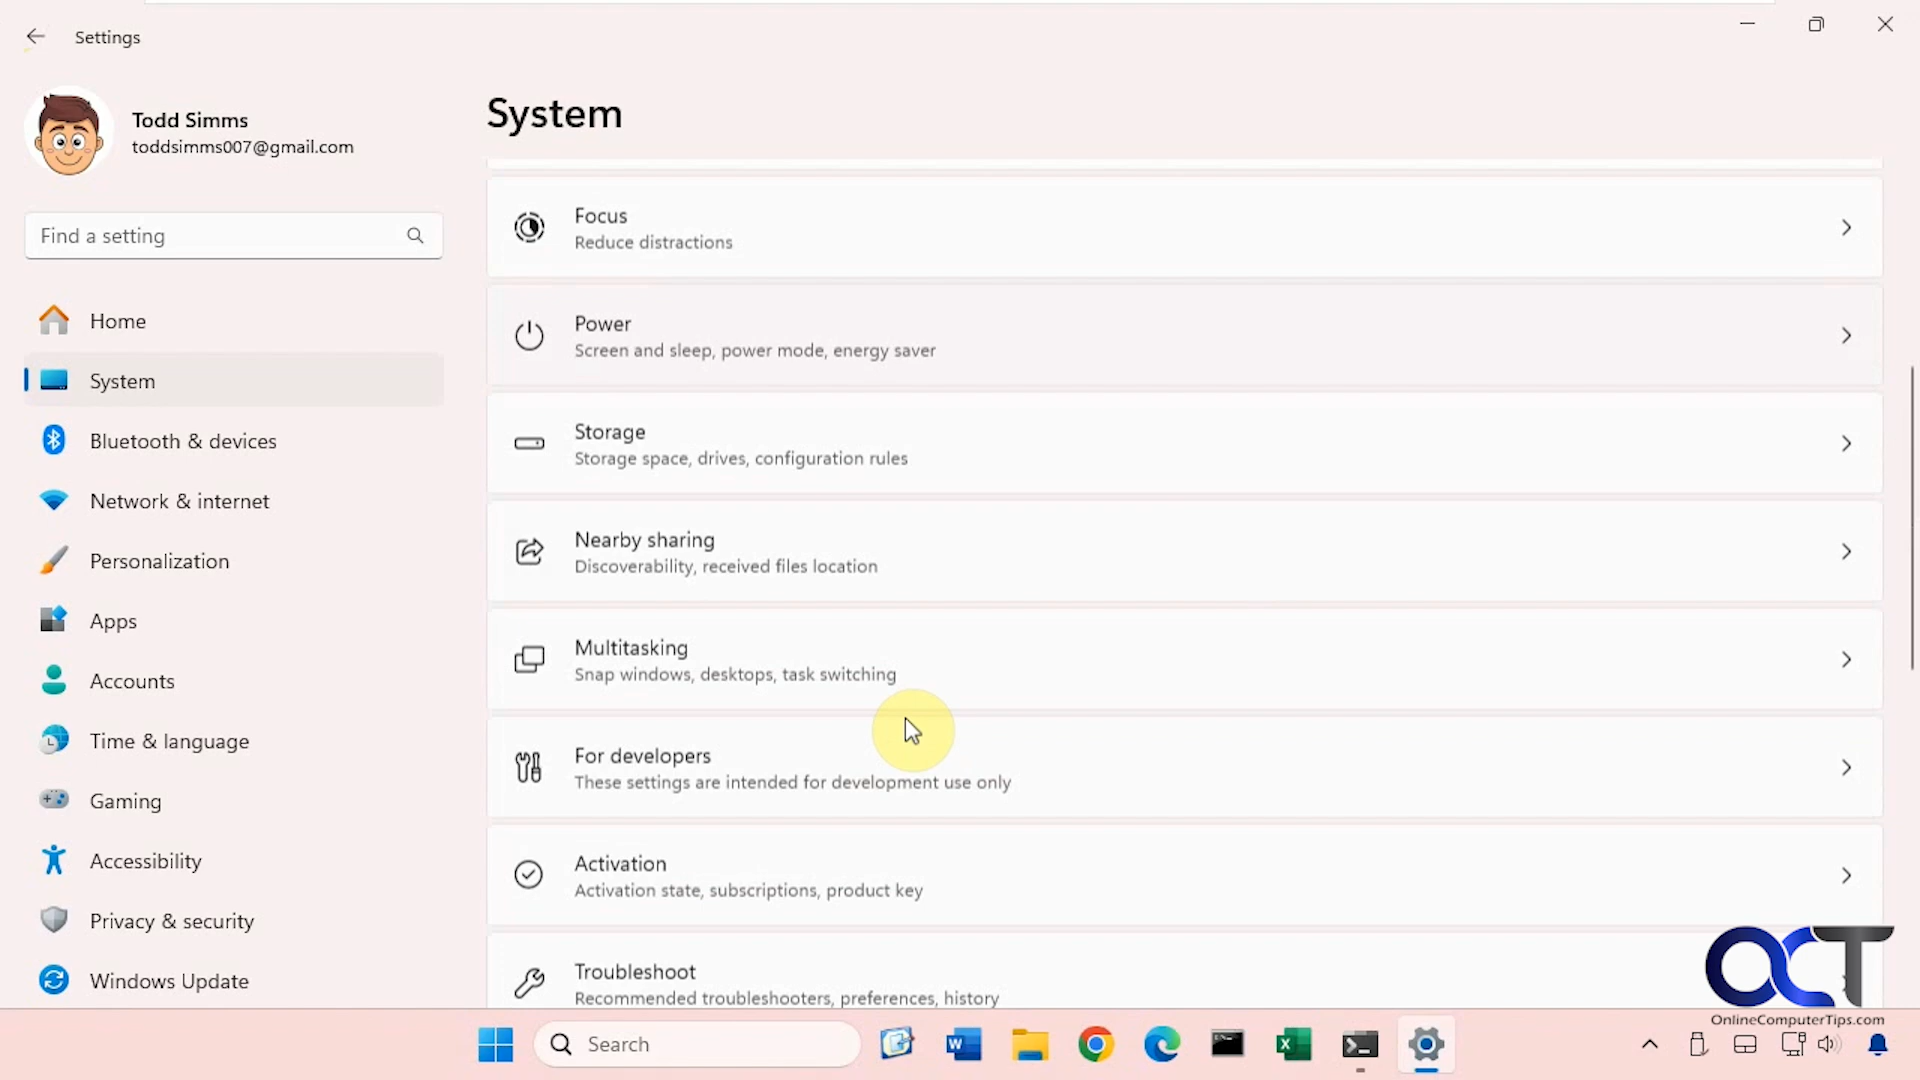 Settings
Todd Simms
toddsimms007@gmail.com
Find a setting
Home
System
Bluetooth & devices
Network & internet
Personalization
Apps
Accounts
Time & language
Gaming
Accessibility
Privacy & security
Windows Update
System
Focus
Reduce distractions
Power
Screen and sleep, power mode, energy saver
Storage
Storage space, drives, configuration rules
Nearby sharing
Discoverability, received files location
Multitasking
Snap windows, desktops, task switching
For developers
These settings are intended for development use only
Activation
Activation state, subscriptions, product key
Troubleshoot
Recommended troubleshooters, preferences, history
OCT
OnlineComputerTips.com
Search